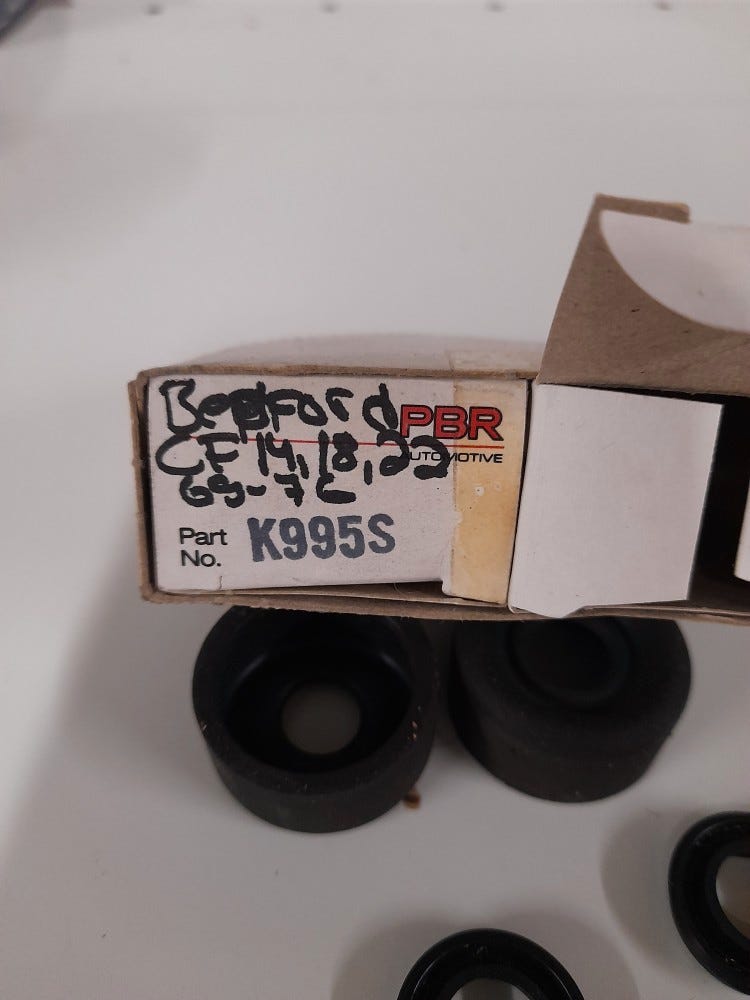 Bedford
PBR
AUTOMOTIVE
CF 14,18,22
69-76
Part
No.
K995S